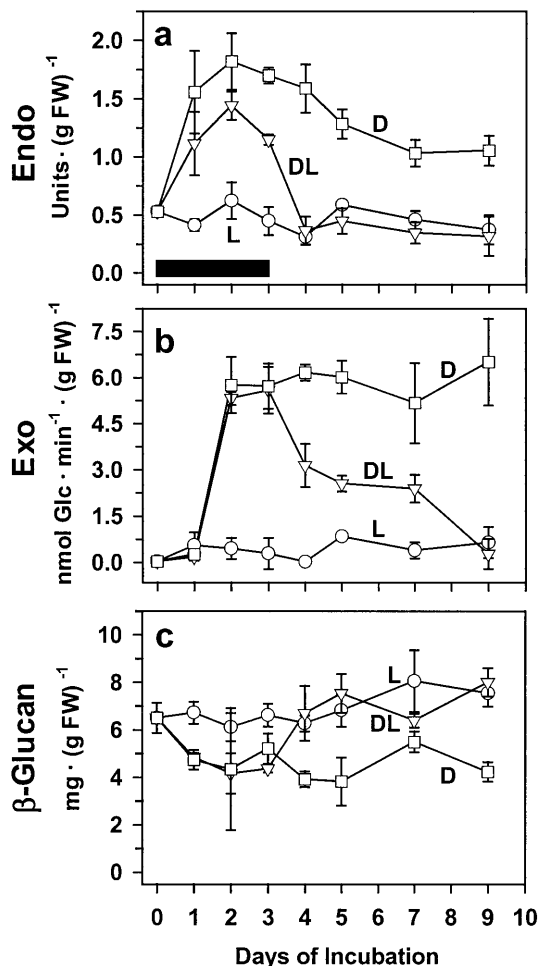 a
Endo
Units· (g FW) -1
2.0
1.5
1.0
0.5
0.0
D
DL
L
b
Exo
nmol Glc · min-1 · (g FW) -1
7.5
6.0
4.5
3.0
1.5
0.0
D
DL
L
c
β-Glucan
mg · (g FW) -1
10
8
6
4
2
0
L
DL
D
0 1 2 3 4 5 6 7 8 9 10
Days of Incubation